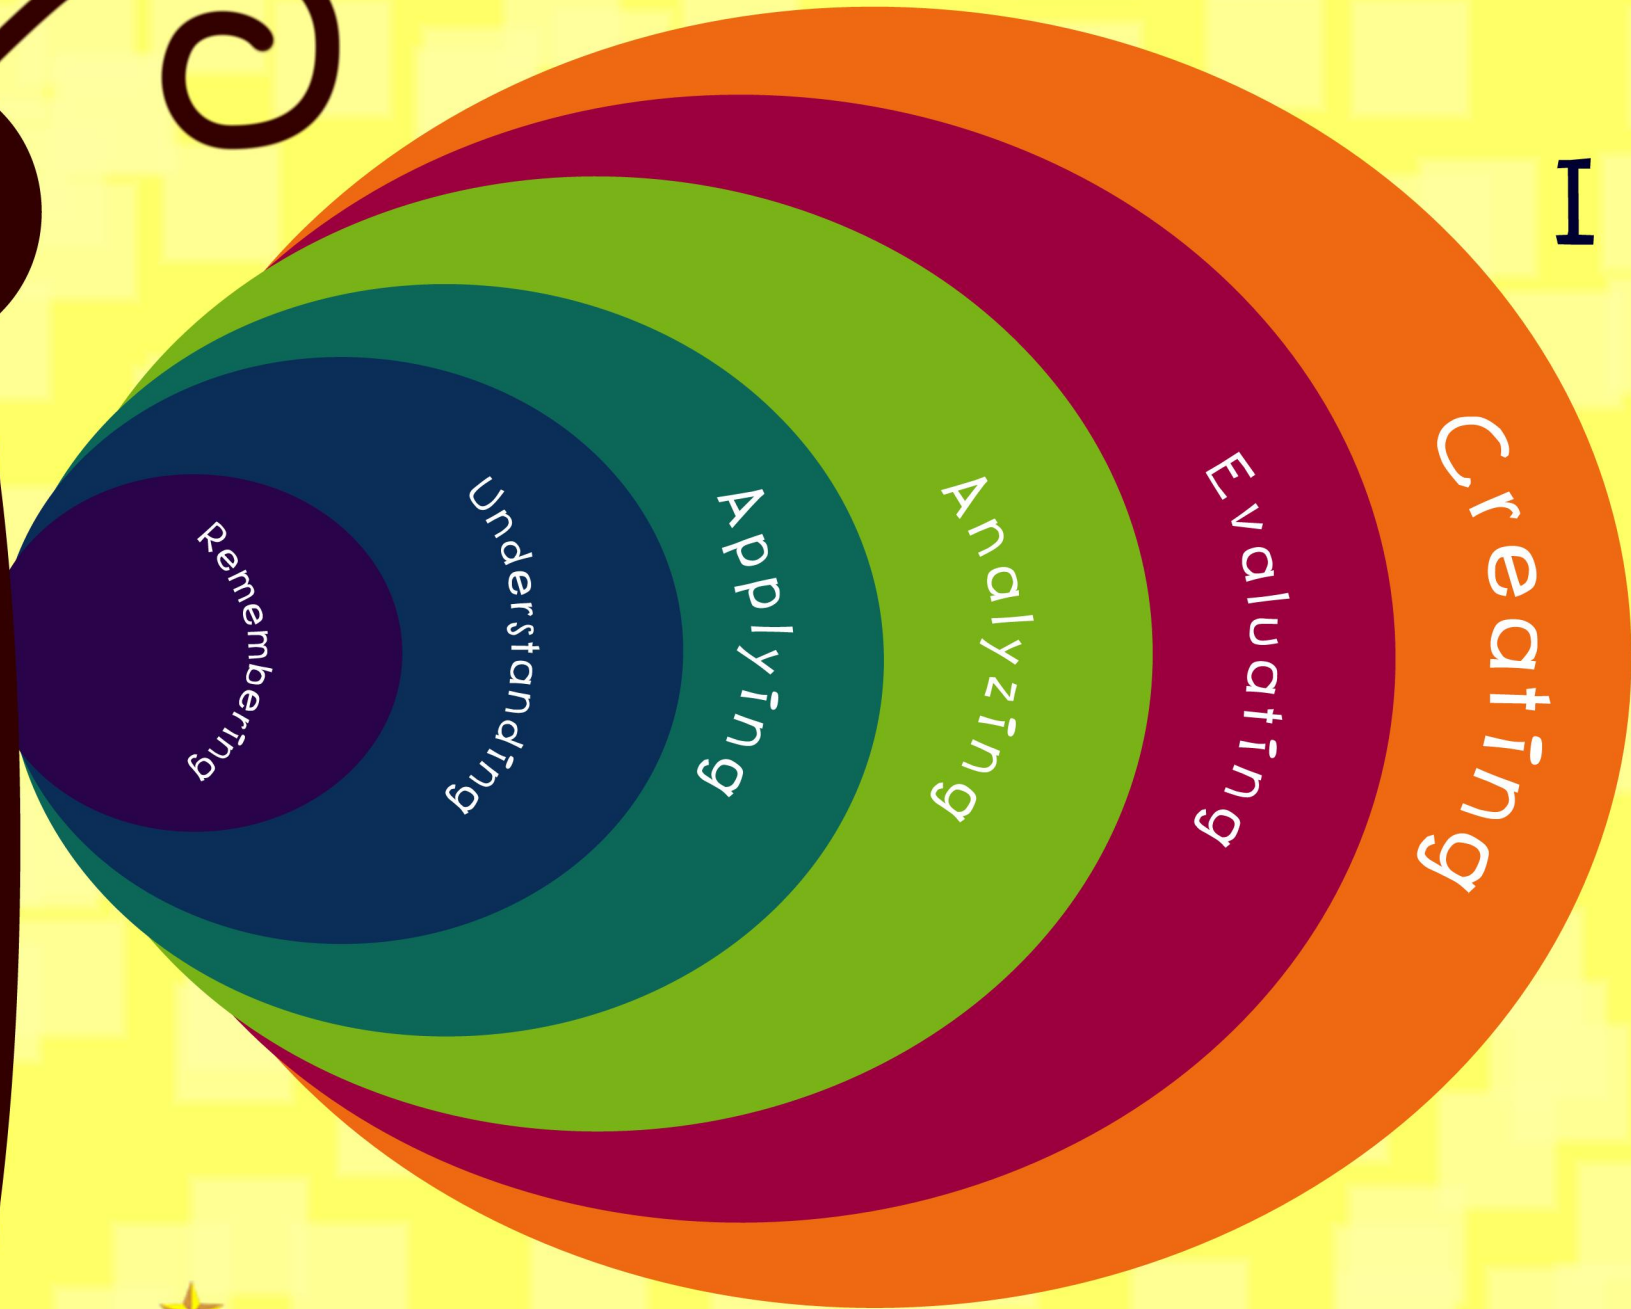 I
Remembering
Understanding
Applying
Analyzing
Evaluating
Creating